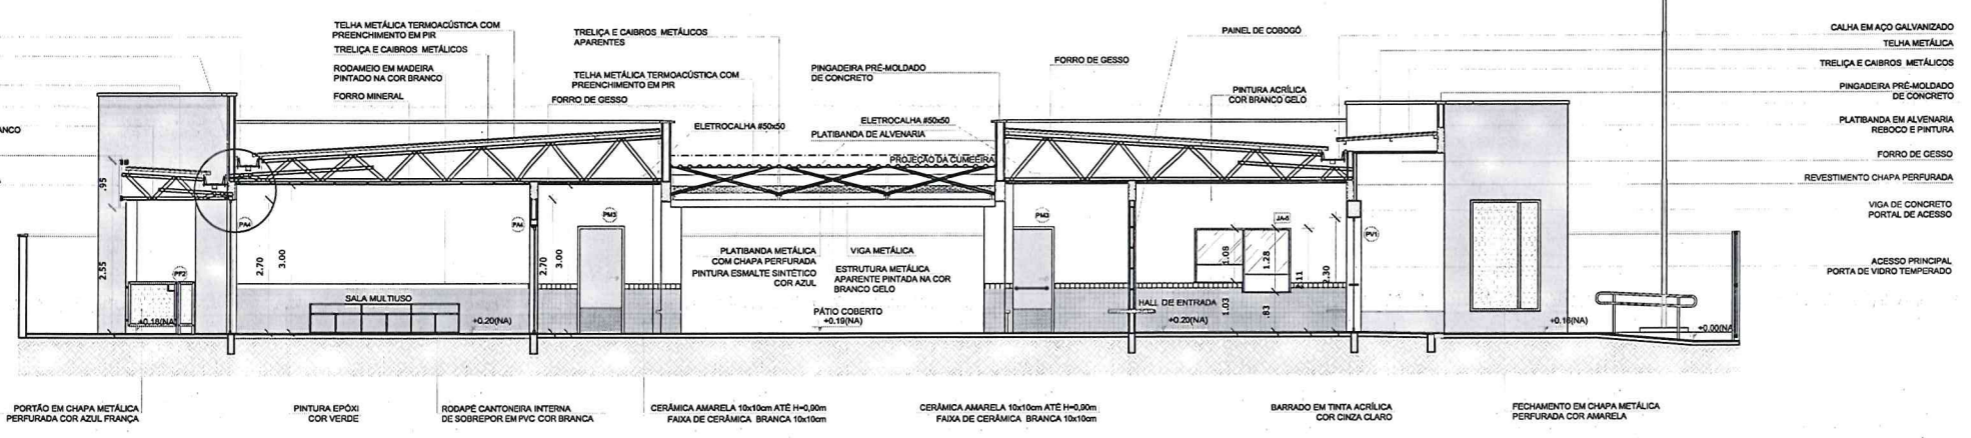 TELHA METÁLICA TERMOACÚSTICA COM
PREENCHIMENTO EM PIR
TRELIÇA E CAIBROS METÁLICOS
RODAMEIO EM MADEIRA
PINTADO NA COR BRANCO
FORRO MINERAL
TRELIÇA E CAIBROS METÁLICOS
APARENTES
TELHA METÁLICA TERMOACÚSTICA COM
PREENCHIMENTO EM PIR
FORRO DE GESSO
ELETROCALHA #50x50
PINGADEIRA PRÉ-MOLDADO
DE CONCRETO
ELETROCALHA #50x50
PLATIBANDA DE ALVENARIA
PROJEÇÃO DA CUMEEIRA
FORRO DE GESSO
PAINEL DE COBOGÓ
PINTURA ACRÍLICA
COR BRANCO GELO
CALHA EM AÇO GALVANIZADO
TELHA METÁLICA
TRELIÇA E CAIBROS METÁLICOS
PINGADEIRA PRÉ-MOLDADO
DE CONCRETO
PLATIBANDA EM ALVENARIA
REBOCO E PINTURA
FORRO DE GESSO
REVESTIMENTO CHAPA PERFURADA
VIGA DE CONCRETO
PORTAL DE ACESSO
ACESSO PRINCIPAL
PORTA DE VIDRO TEMPERADO
ANCO
.95
2.55
PF2
+0.18(NA)
PA4
2.70
3.00
SALA MULTIUSO
+0.20(NA)
PA4
2.70
3.00
PM3
PLATIBANDA METÁLICA
COM CHAPA PERFURADA
PINTURA ESMALTE SINTÉTICO
COR AZUL
VIGA METÁLICA
ESTRUTURA METÁLICA
APARENTE PINTADA NA COR
BRANCO GELO
PÁTIO COBERTO
+0.19(NA)
PM3
HALL DE ENTRADA
+0.20(NA)
JA-6
1.08
1.28
2.11
2.30
1.03
.83
PV1
+0.18(NA)
+0.00(NA)
PORTÃO EM CHAPA METÁLICA
PERFURADA COR AZUL FRANÇA
PINTURA EPÓXI
COR VERDE
RODAPÉ CANTONEIRA INTERNA
DE SOBREPOR EM PVC COR BRANCA
CERÂMICA AMARELA 10x10cm ATÉ H=0,90m
FAIXA DE CERÂMICA BRANCA 10x10cm
CERÂMICA AMARELA 10x10cm ATÉ H=0,90m
FAIXA DE CERÂMICA BRANCA 10x10cm
BARRADO EM TINTA ACRÍLICA
COR CINZA CLARO
FECHAMENTO EM CHAPA METÁLICA
PERFURADA COR AMARELA